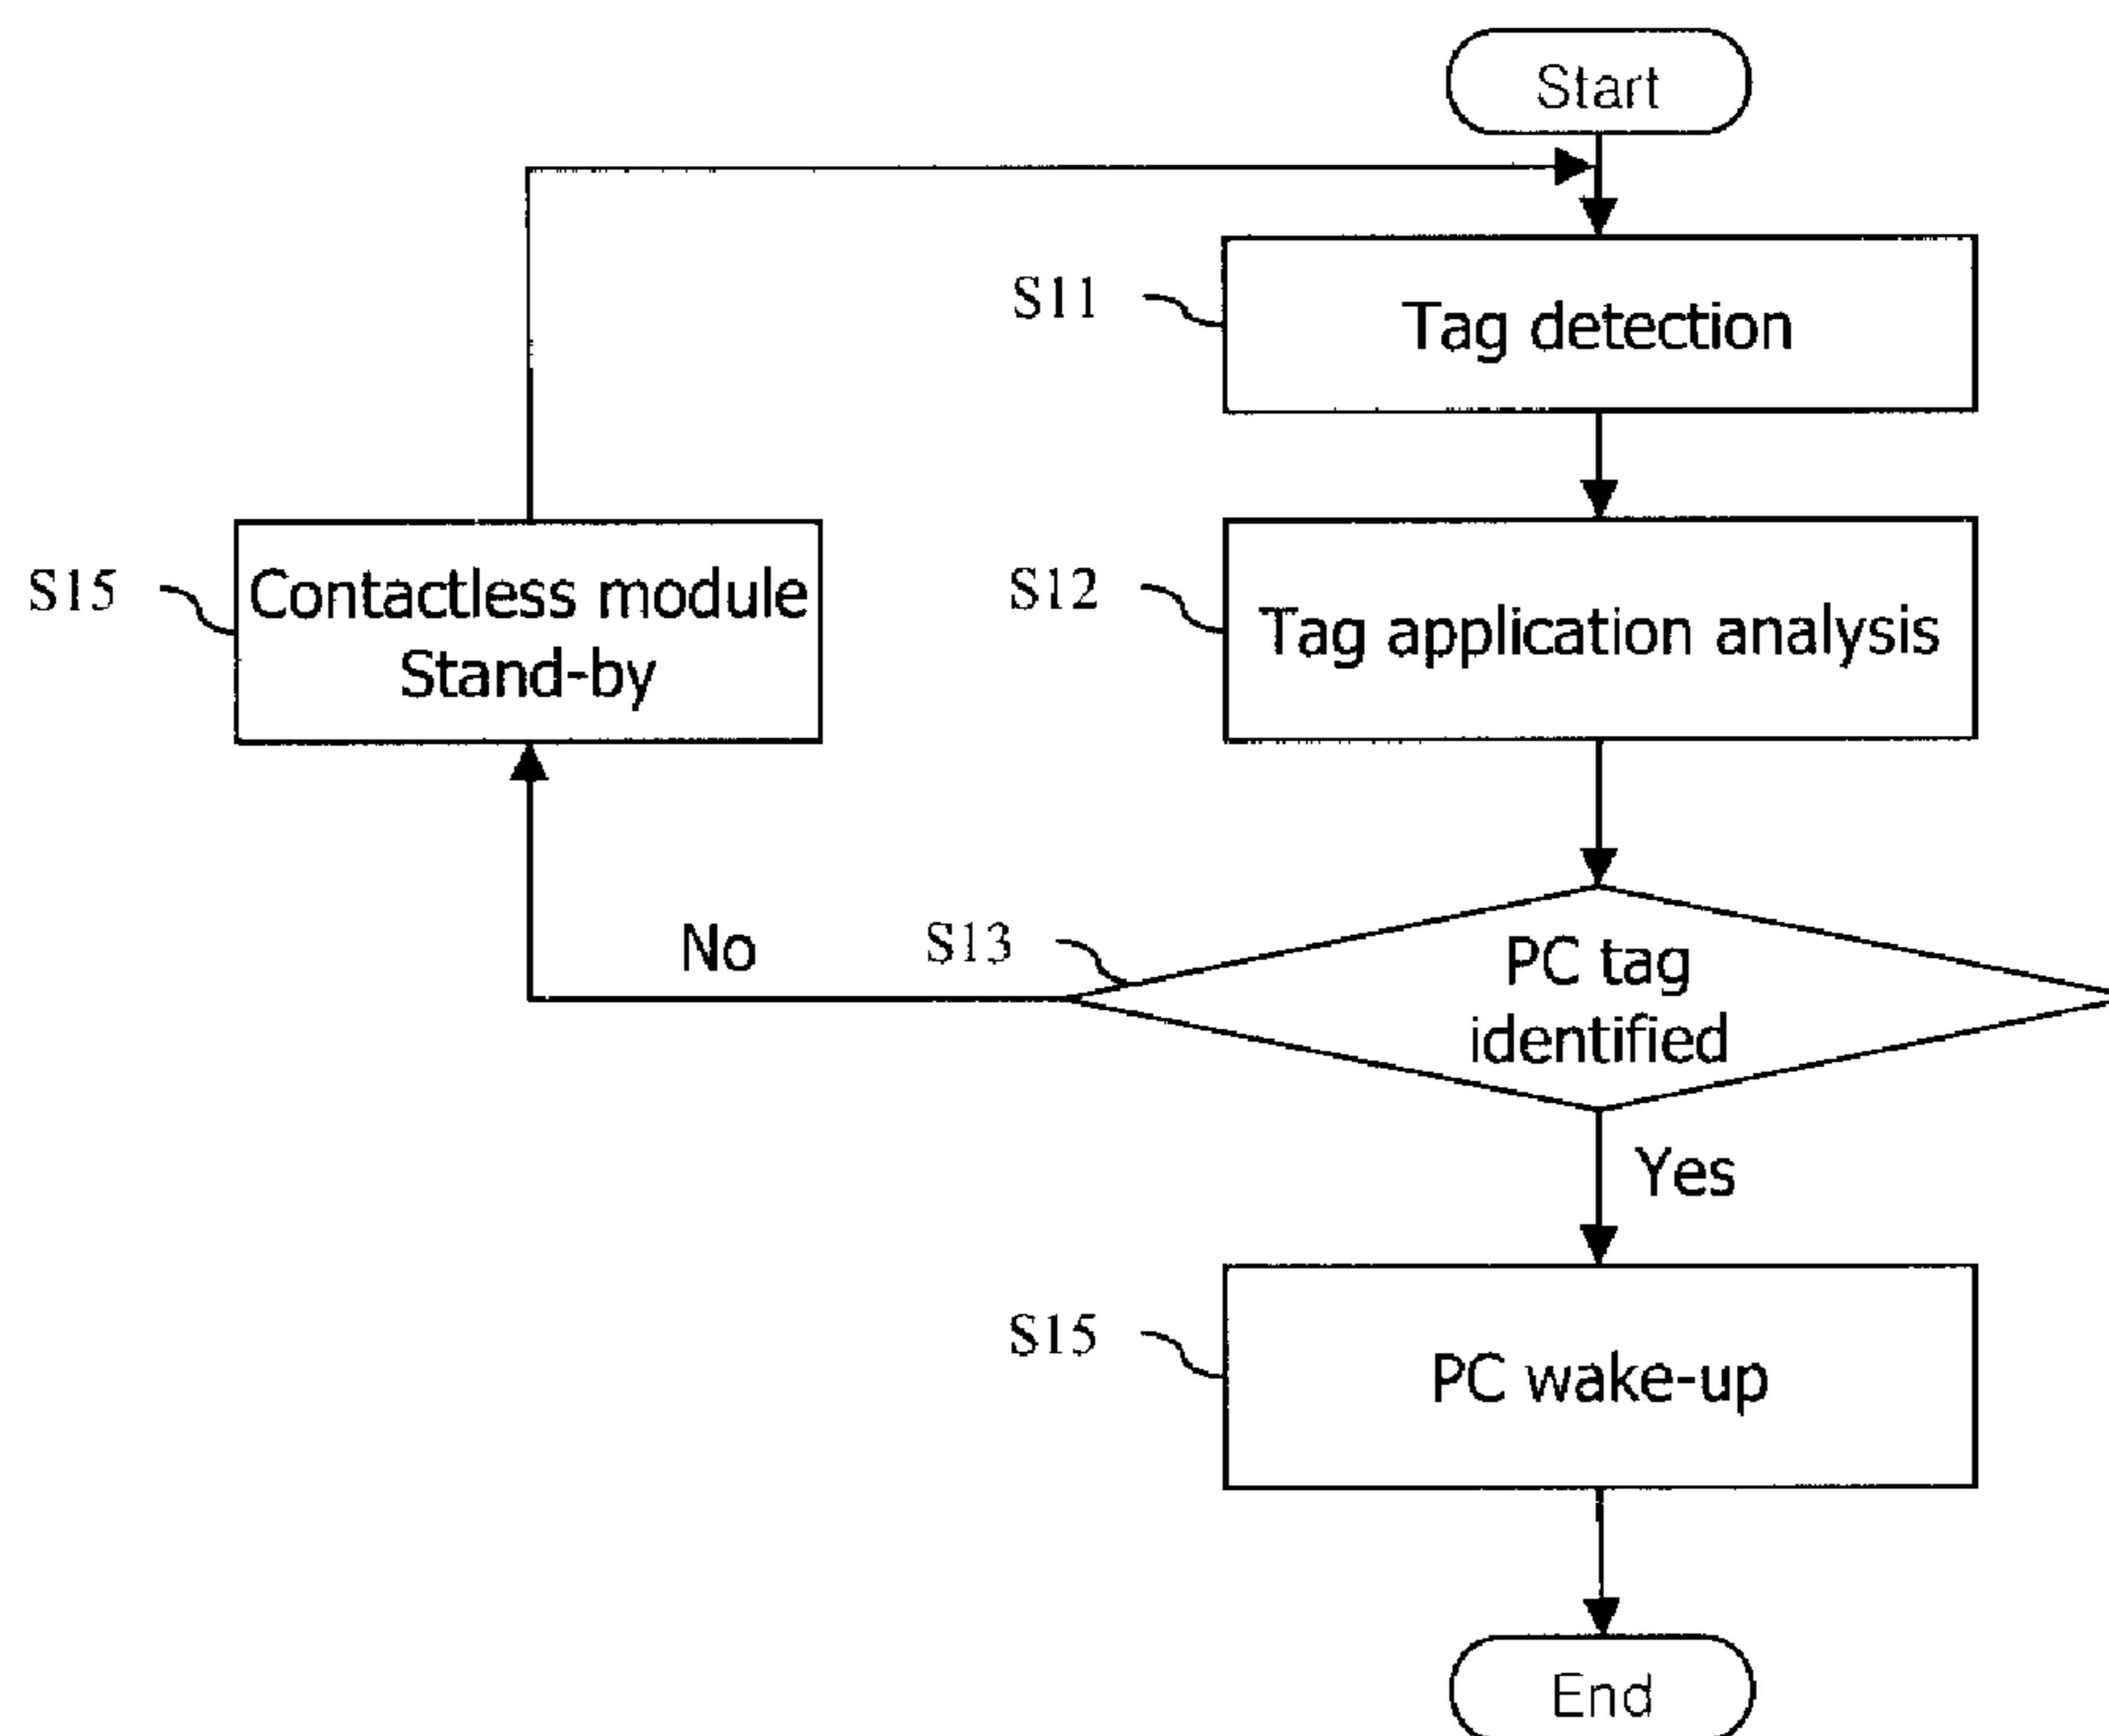 Start
S11
Tag detection
S15
Contactless module
Stand-by
S12
Tag application analysis
No
S13
PC tag
identified
Yes
S15
PC wake-up
End